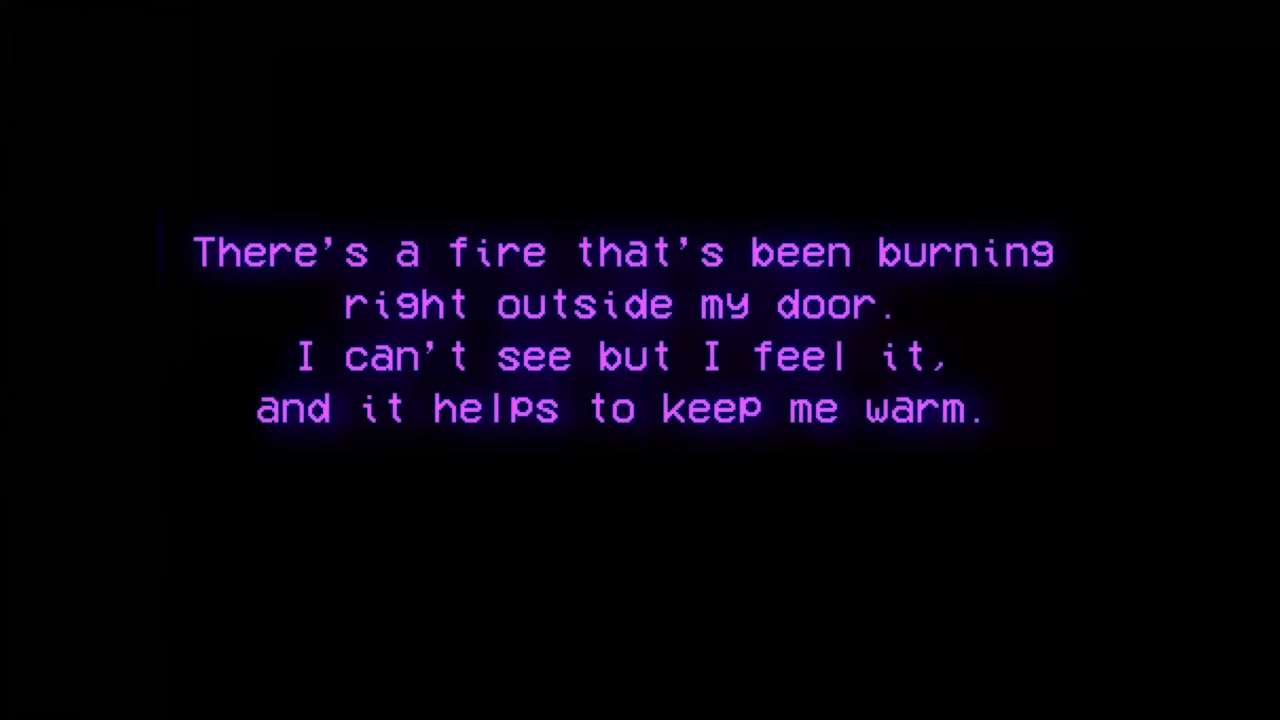 There's a fire that's been burning
right outside my door.
I can't see but I feel it,
and it helps to keep me warm.